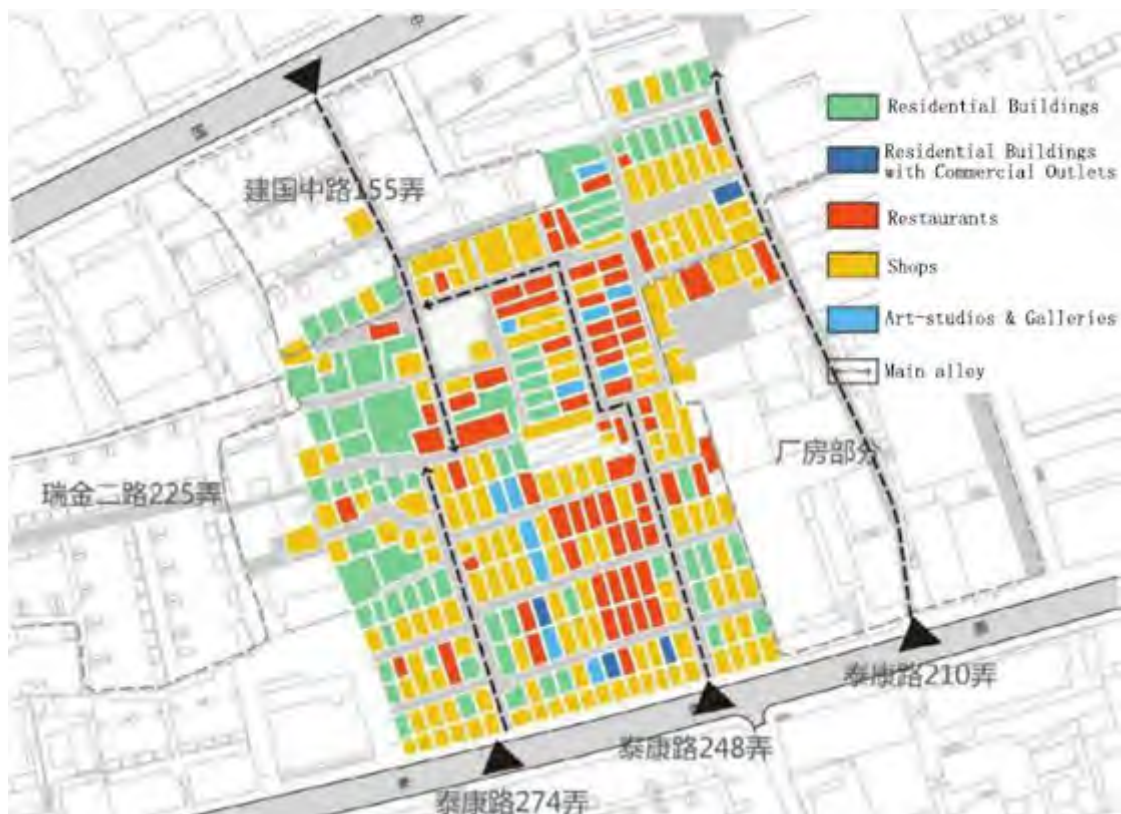 Residential Buildings
Residential Buildings
with Commercial Outlets
Restaurants
Shops
Art-studios & Galleries
Main alley
建国中路155弄
瑞金二路225弄
厂房部分
泰康路210弄
泰康路248弄
泰康路274弄